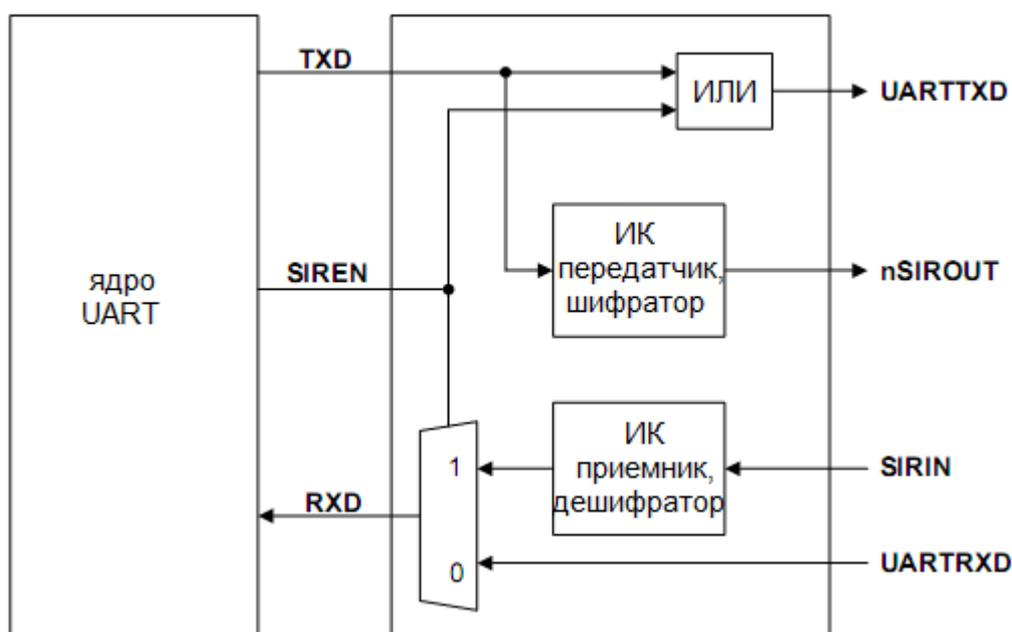 TXD
ИЛИ
UARTTXD
ИК
передатчик,
шифратор
nSIROUT
SIREN
ядро
UART
ИК
приемник,
дешифратор
1
SIRIN
RXD
0
UARTRXD